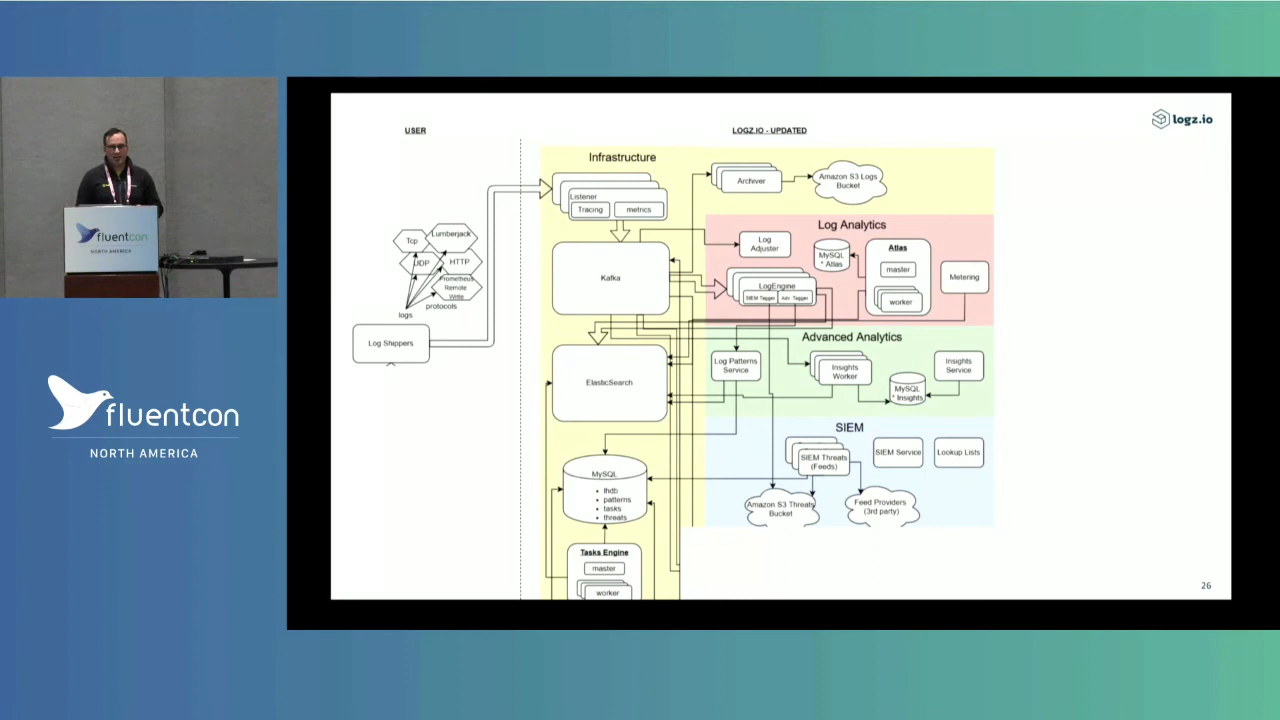 fluentcon
NORTH AMERICA
fluentcon
NORTH AMERICA
USER
LOGZ.IO - UPDATED
logz.io
Infrastructure
Listener
Tracing
metrics
Archiver
Amazon S3 Logs
Bucket
Tcp
Lumberjack
UDP
HTTP
Prometheus
Remote
Write
protocols
logs
Log Shippers
Kafka
Log Analytics
Log
Adjuster
MySQL
* Atlas
Atlas
master
worker
Metering
LogEngine
SIEM Tagger
Adv. Tagger
ElasticSearch
Advanced Analytics
Log Patterns
Service
Insights
Worker
MySQL
* Insights
Insights
Service
SIEM
SIEM Threats
(Feeds)
SIEM Service
Lookup Lists
Amazon S3 Threats
Bucket
Feed Providers
(3rd party)
MySQL
• lhdb
• patterns
• tasks
• threats
Tasks Engine
master
worker
26